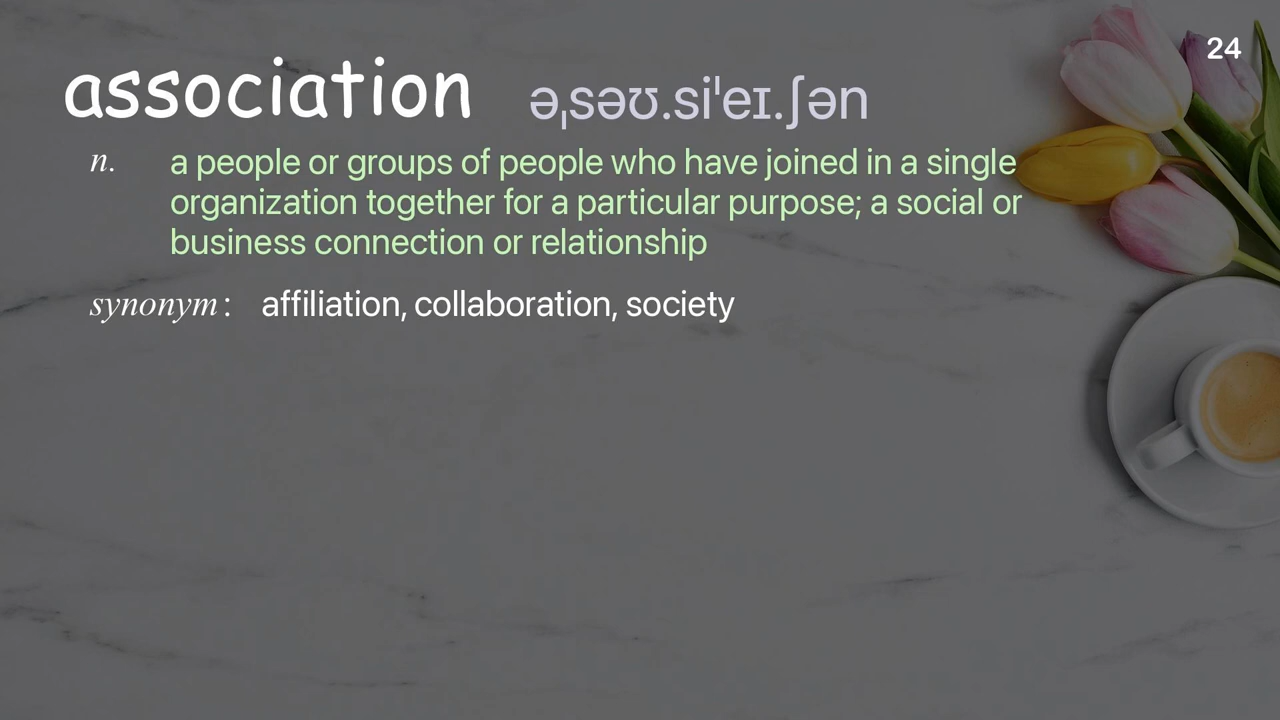 24
association əˌsəʊ.siˈeɪ.ʃən
n. a people or groups of people who have joined in a single
organization together for a particular purpose; a social or
business connection or relationship
synonym: affiliation, collaboration, society